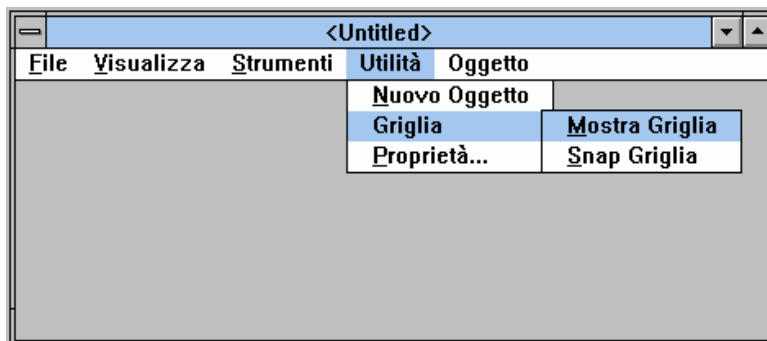 <Untitled>
File Visualizza Strumenti Utilità Oggetto
Nuovo Oggetto
Griglia Mostra Griglia
Proprietà... Snap Griglia